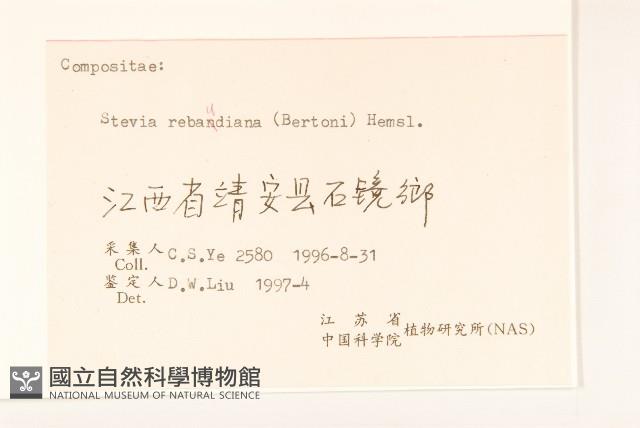 Compositae:
Stevia rebandiana (Bertoni) Hemsl.
u
江西省靖安县石镜鄉
采集人 C.S.Ye 2580 1996-8-31
Coll.
鉴定人 D.W.Liu 1997-4
Det.
江苏省
中国科学院 植物研究所(NAS)
國立自然科學博物館
NATIONAL MUSEUM OF NATURAL SCIENCE